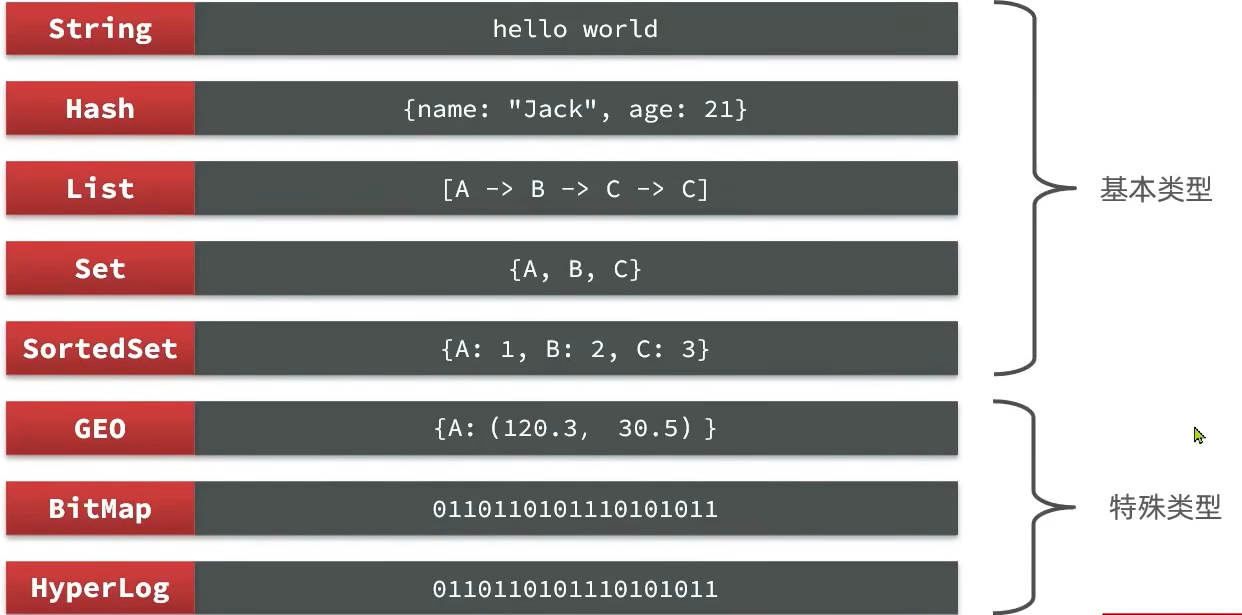 String hello world
Hash {name: "Jack", age: 21}
List [A -> B -> C -> C]
基本类型
Set {A, B, C}
SortedSet {A: 1, B: 2, C: 3}
GEO {A:(120.3, 30.5) }
BitMap 0110110101110101011
特殊类型
HyperLog 0110110101110101011